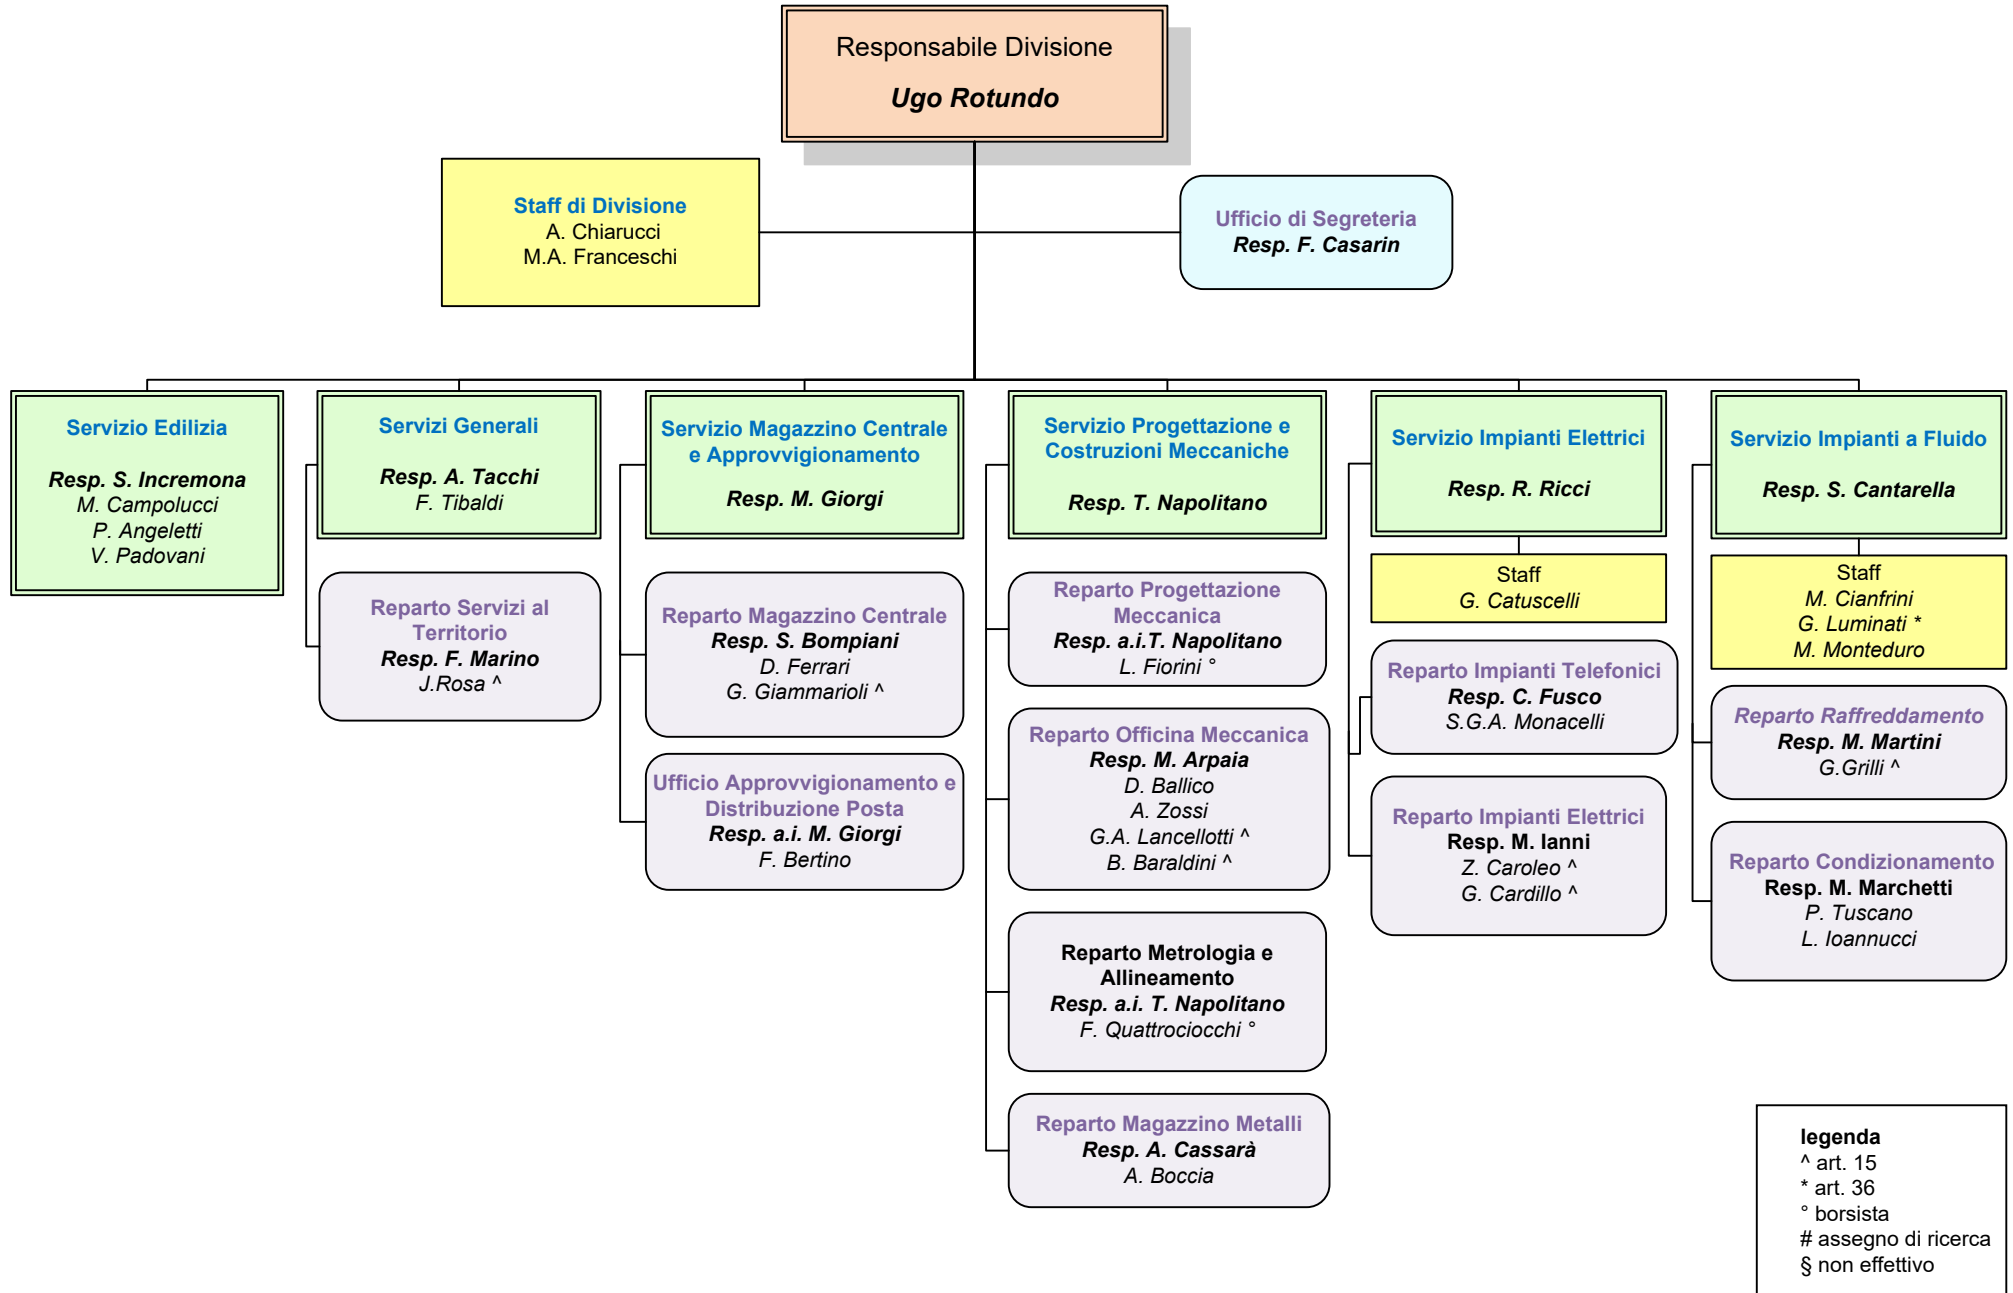 Responsabile Divisione
Ugo Rotundo
Staff di Divisione
A. Chiarucci
M.A. Franceschi
Ufficio di Segreteria
Resp. F. Casarin
Servizio Edilizia
Resp. S. Incremona
M. Campolucci
P. Angeletti
V. Padovani
Servizi Generali
Resp. A. Tacchi
F. Tibaldi
Reparto Servizi al
Territorio
Resp. F. Marino
J.Rosa ^
Servizio Magazzino Centrale
e Approvvigionamento
Resp. M. Giorgi
Reparto Magazzino Centrale
Resp. S. Bompiani
D. Ferrari
G. Giammarioli ^
Ufficio Approvvigionamento e
Distribuzione Posta
Resp. a.i. M. Giorgi
F. Bertino
Servizio Progettazione e
Costruzioni Meccaniche
Resp. T. Napolitano
Reparto Progettazione
Meccanica
Resp. a.i.T. Napolitano
L. Fiorini °
Reparto Officina Meccanica
Resp. M. Arpaia
D. Ballico
A. Zossi
G.A. Lancellotti ^
B. Baraldini ^
Reparto Metrologia e
Allineamento
Resp. a.i. T. Napolitano
F. Quattrociocchi °
Reparto Magazzino Metalli
Resp. A. Cassarà
A. Boccia
Servizio Impianti Elettrici
Resp. R. Ricci
Staff
G. Catuscelli
Reparto Impianti Telefonici
Resp. C. Fusco
S.G.A. Monacelli
Reparto Impianti Elettrici
Resp. M. Ianni
Z. Caroleo ^
G. Cardillo ^
Servizio Impianti a Fluido
Resp. S. Cantarella
Staff
M. Cianfrini
G. Luminati *
M. Monteduro
Reparto Raffreddamento
Resp. M. Martini
G.Grilli ^
Reparto Condizionamento
Resp. M. Marchetti
P. Tuscano
L. Ioannucci
legenda
^ art. 15
* art. 36
° borsista
# assegno di ricerca
§ non effettivo